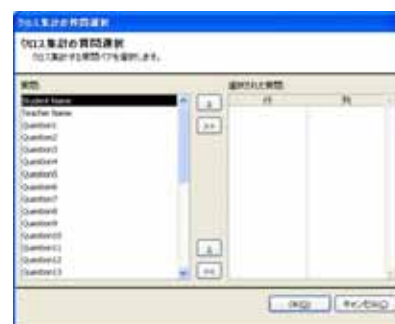 クロス集計の質問選択
クロス集計の質問選択
クロス集計する質問ペアを選択します。
質問
選択された質問
Student Name
Teacher Name
Question1
Question2
Question3
Question4
Question5
Question6
Question7
Question8
Question9
Question10
Question11
Question12
Question13
>>
<<
行
列
OK(O)
キャンセル(C)